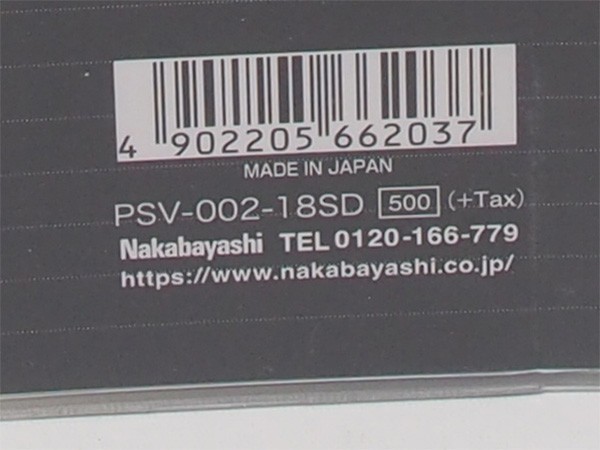 4 902205 662037
MADE IN JAPAN
PSV-002-18SD 500 (+Tax)
Nakabayashi TEL 0120-166-779
https://www.nakabayashi.co.jp/